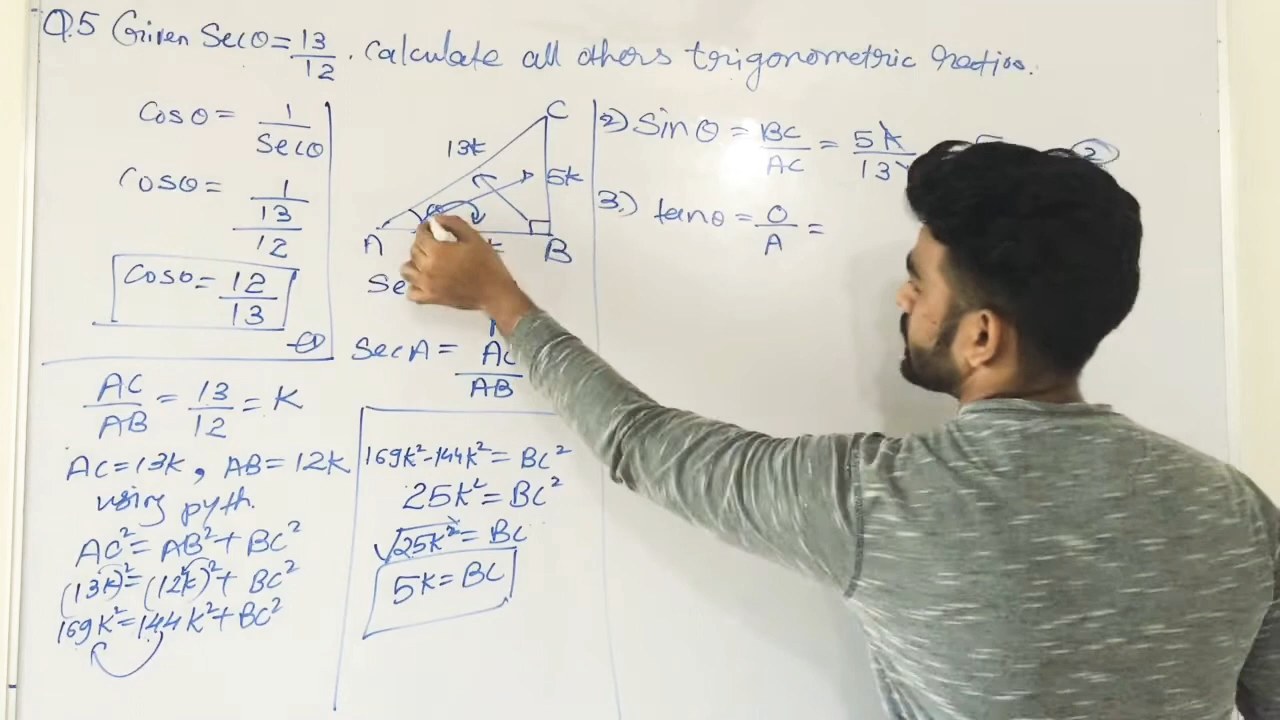 Q.5 Given Secθ = 13/12 . Calculate all others trigonometric ratios.
Cosθ = 1/Secθ
Cosθ = 1/(13/12)
Cosθ = 12/13
①
AC/AB = 13/12 = K
AC = 13K , AB = 12K
using pyth.
AC² = AB² + BC²
(13K)² = (12K)² + BC²
169K² = 144K² + BC²
C
13K
5K
A
B
Se
SecA = AC/AB
169K² - 144K² = BC²
25K² = BC²
√25K² = BC
5K = BC
2) Sinθ = BC/AC = 5K/13
②
3.) tanθ = O/A =